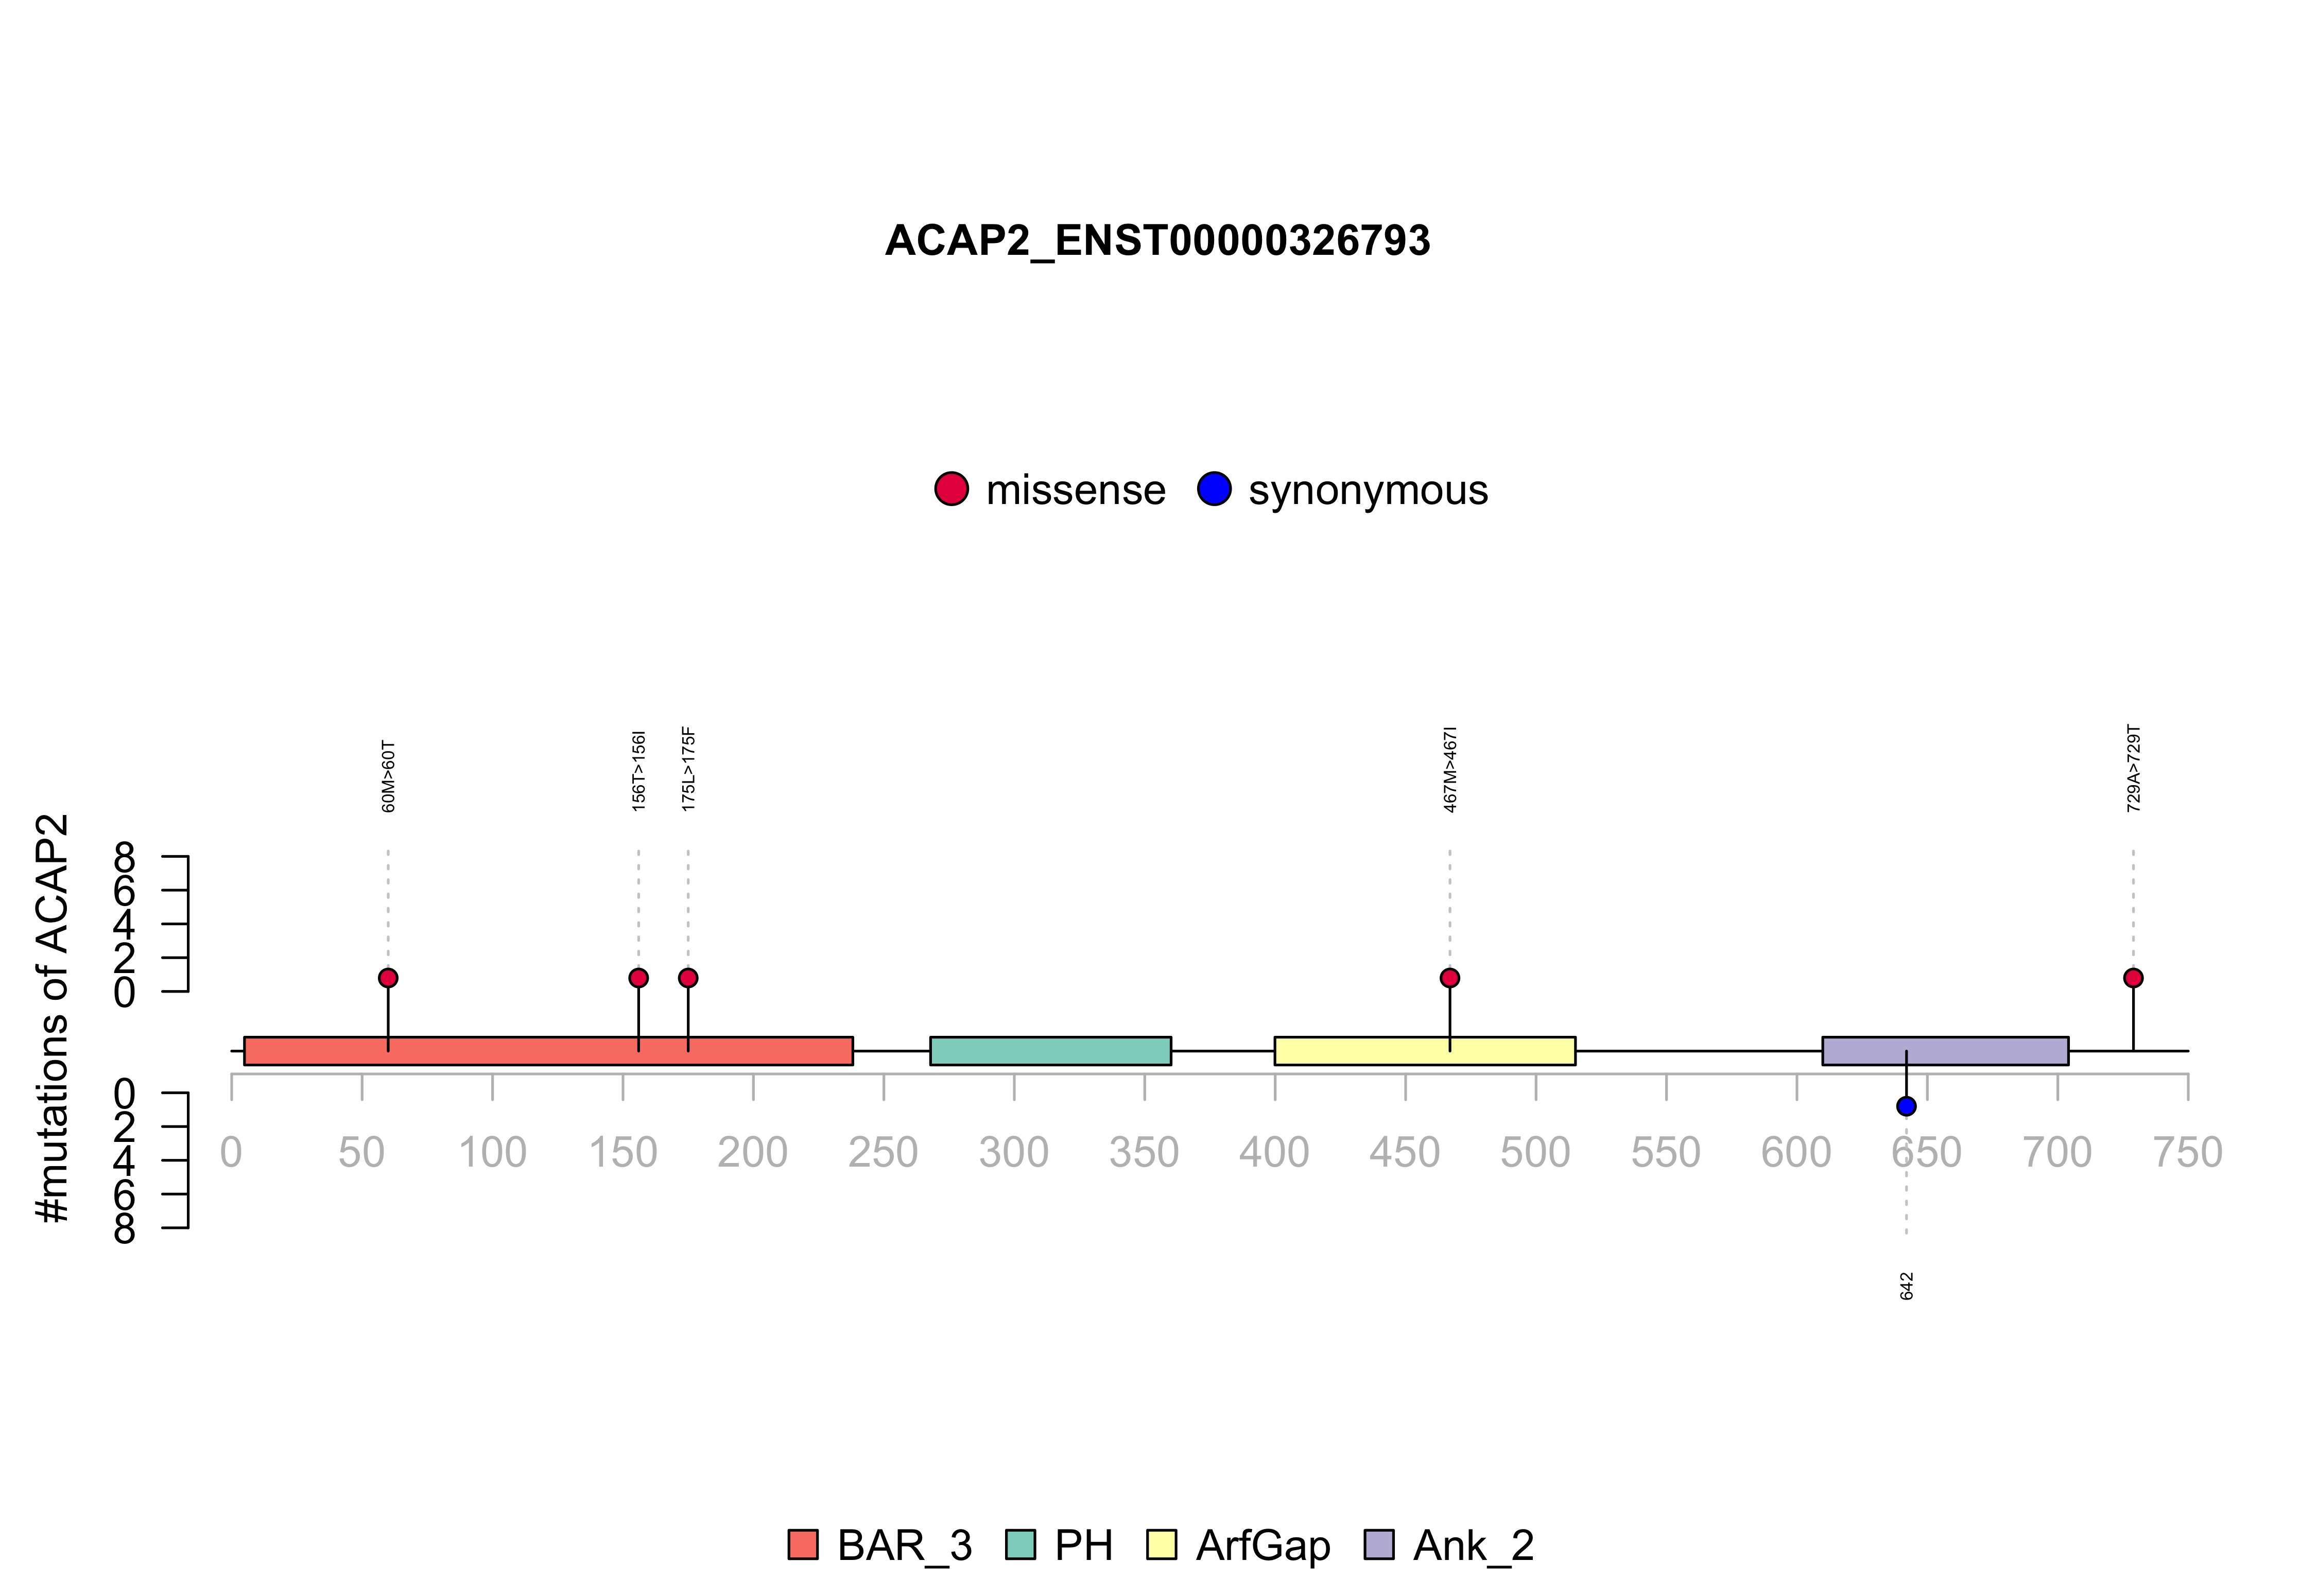 ACAP2_ENST00000326793
missense synonymous
60M>60T 156T>156I 175L>175F 467M>467I 729A>729T
#mutations of ACAP2
8
6
4
2
0
0
2
4
6
8
0 50 100 150 200 250 300 350 400 450 500 550 600 650 700 750
642
BAR_3 PH ArfGap Ank_2